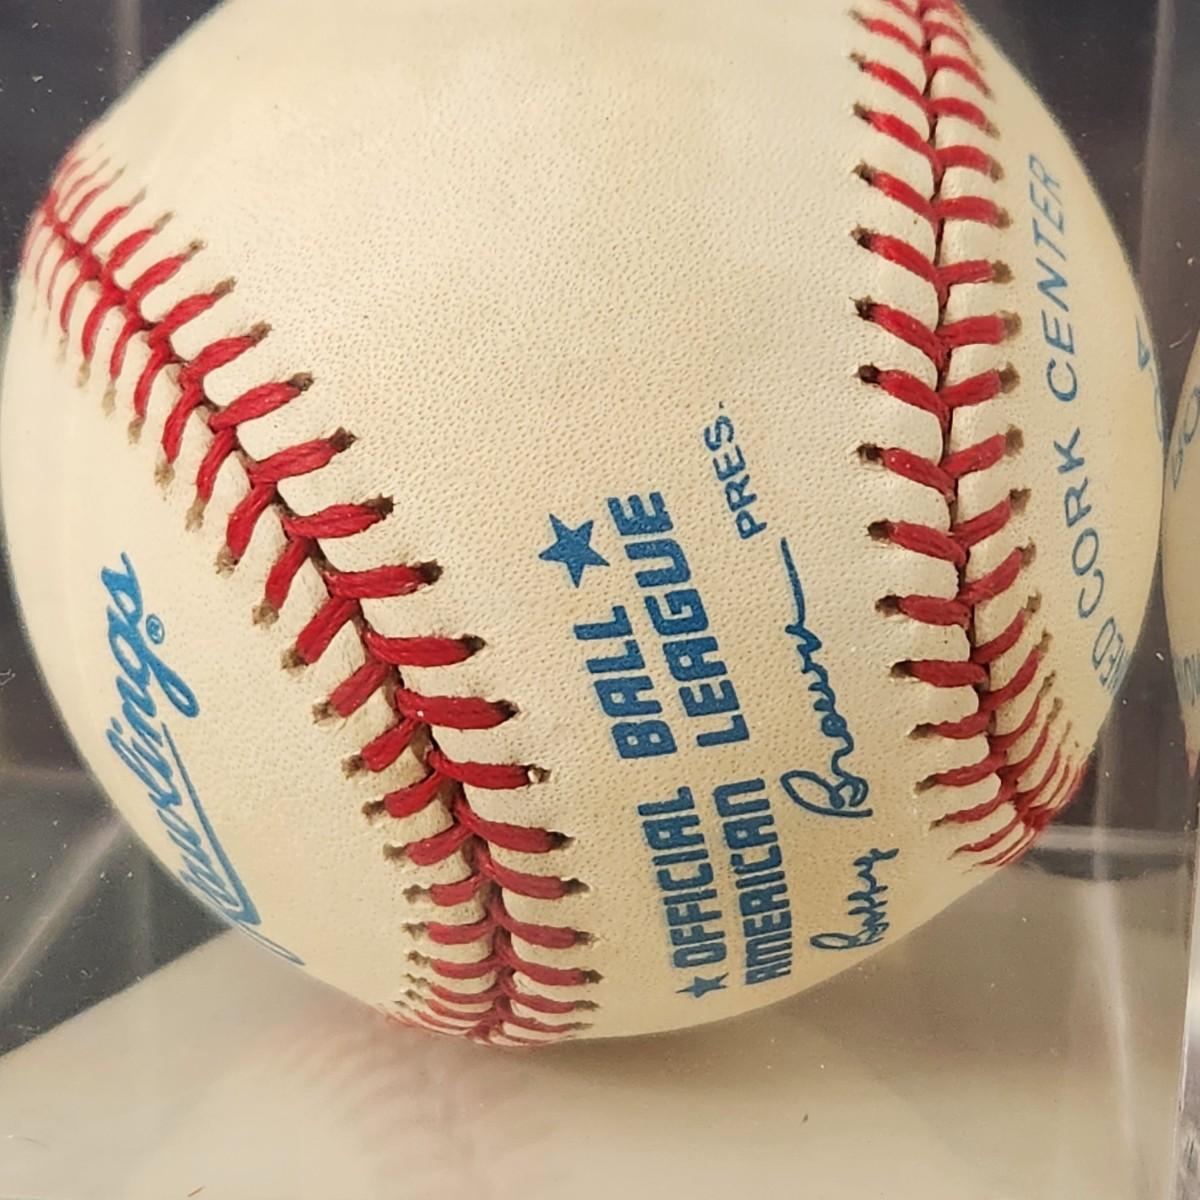 Rawlings®
★ OFFICIAL BALL ★
AMERICAN LEAGUE
Bobby Brown PRES.
CORK CENTER